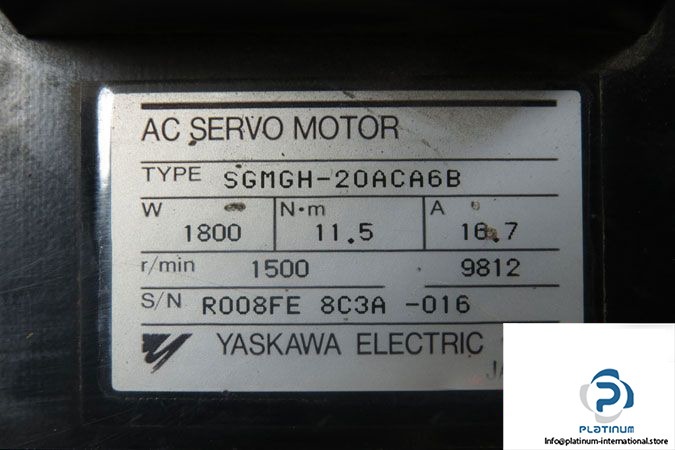 AC SERVO MOTOR
TYPE SGMGH-20ACA6B
W N·m A
1800 11.5 16.7
r/min 1500 9812
S/N R008FE 8C3A -016
YASKAWA ELECTRIC
PLATINUM
Info@platinum-international.store